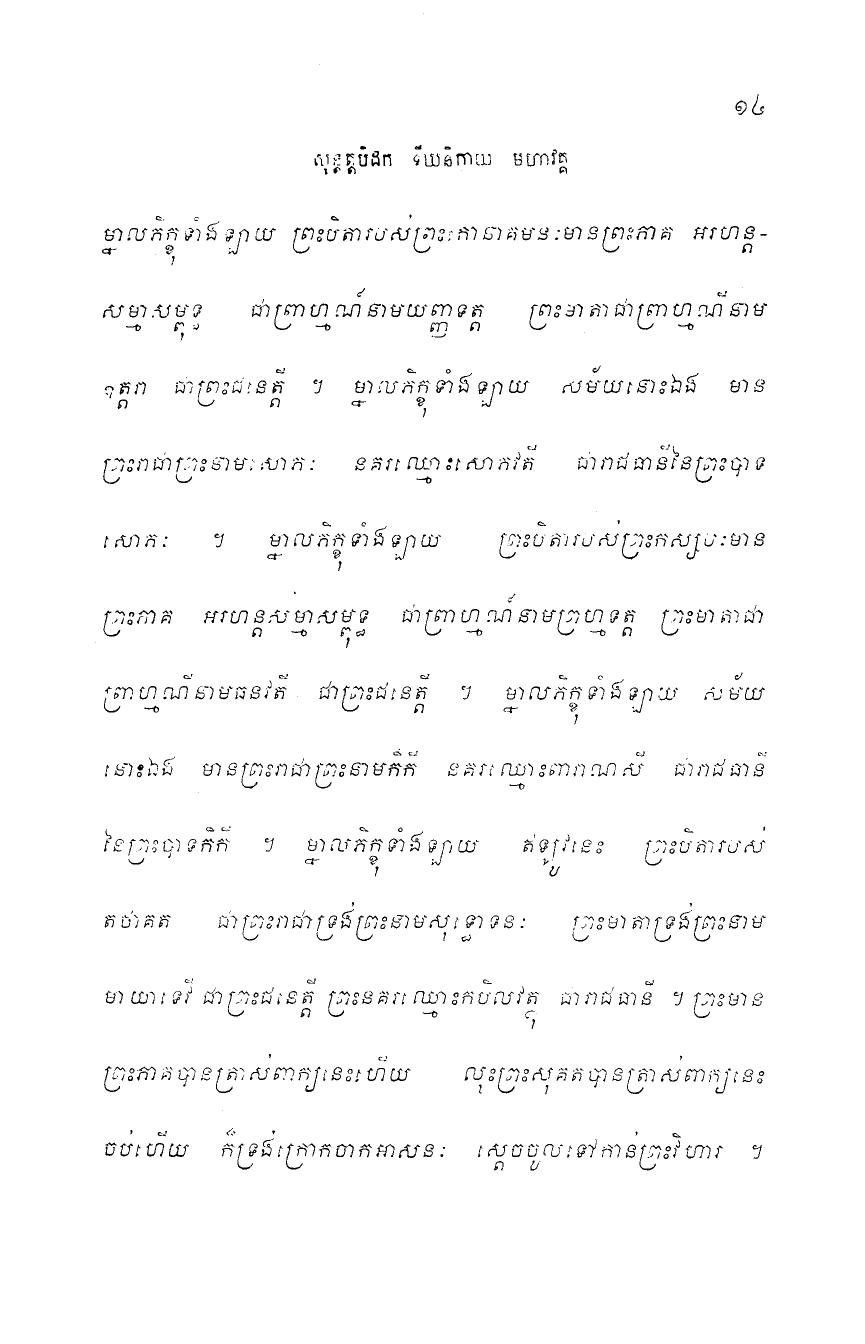 ១៤
សុត្តន្តបិដក ទីឃនិកាយ មហាវគ្គ
ម្នាលភិក្ខុទាំងឡាយ ព្រះបិតារបស់ព្រះកោនាគមនៈមានព្រះភាគ អរហន្ត-
សម្មាសម្ពុទ្ធ ជាព្រាហ្មណ៍នាមយញ្ញទត្ត ព្រះមាតាជាព្រាហ្មណីនាម
ឧត្តរា ជាព្រះជនេត្តី ។ ម្នាលភិក្ខុទាំងឡាយ សម័យនោះឯង មាន
ព្រះរាជាព្រះនាមសោភៈ នគរឈ្មោះសោភវតី ជារាជធានីនៃព្រះបាទ
សោភៈ ។ ម្នាលភិក្ខុទាំងឡាយ ព្រះបិតារបស់ព្រះកស្សបៈមាន
ព្រះភាគ អរហន្តសម្មាសម្ពុទ្ធ ជាព្រាហ្មណ៍នាមព្រហ្មទត្ត ព្រះមាតាជា
ព្រាហ្មណីនាមធនវតី ជាព្រះជនេត្តី ។ ម្នាលភិក្ខុទាំងឡាយ សម័យ
នោះឯង មានព្រះរាជាព្រះនាមកិកី នគរឈ្មោះពារាណសី ជារាជធានី
នៃព្រះបាទកិកី ។ ម្នាលភិក្ខុទាំងឡាយ ឥឡូវនេះ ព្រះបិតារបស់
តថាគត ជាព្រះរាជាទ្រង់ព្រះនាមសុទ្ធោទនៈ ព្រះមាតាទ្រង់ព្រះនាម
មាយាទេវី ជាព្រះជនេត្តី ព្រះនគរឈ្មោះកបិលវត្ថុ ជារាជធានី ។ ព្រះមាន
ព្រះភាគបានត្រាស់ពាក្យនេះហើយ លុះព្រះសុគតបានត្រាស់ពាក្យនេះ
ចប់ហើយ ក៏ទ្រង់ក្រោកចាកអាសនៈ ស្តេចចូលទៅកាន់ព្រះវិហារ ។